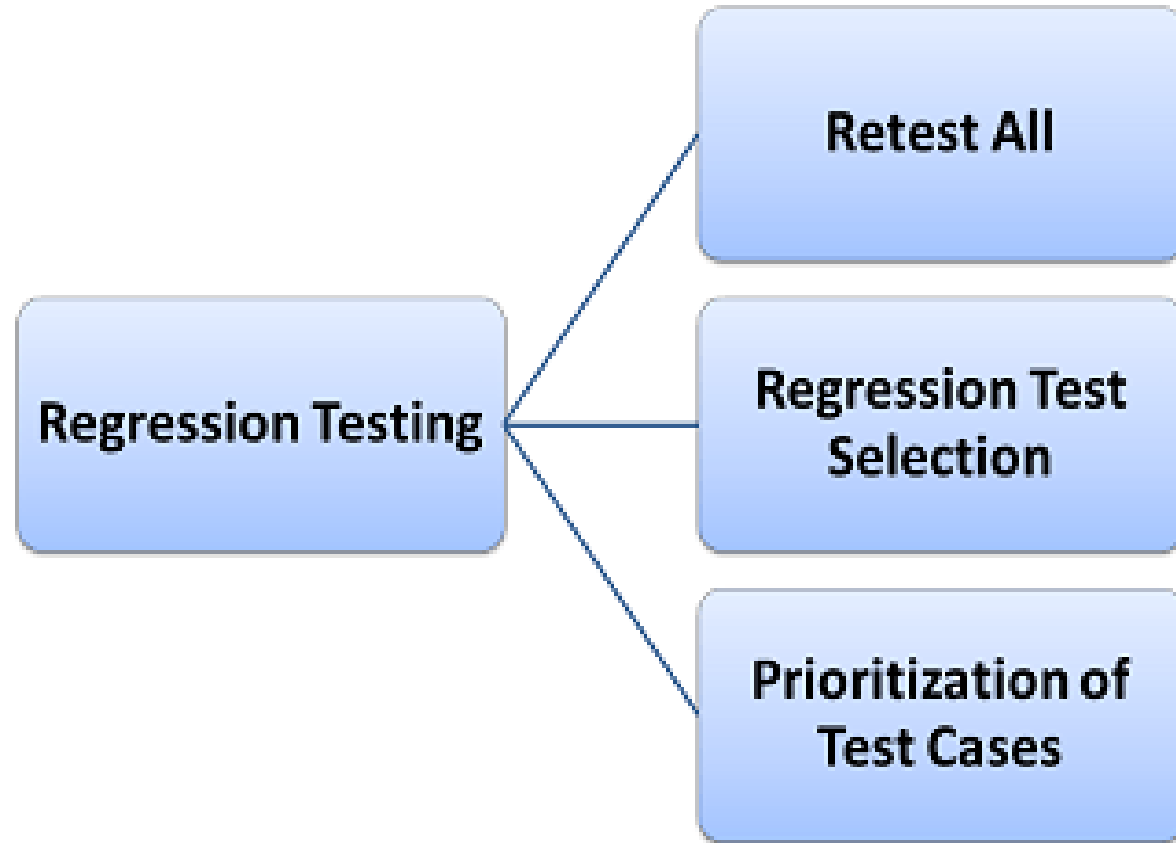 Retest All
Regression Testing
Regression Test
Selection
Prioritization of
Test Cases